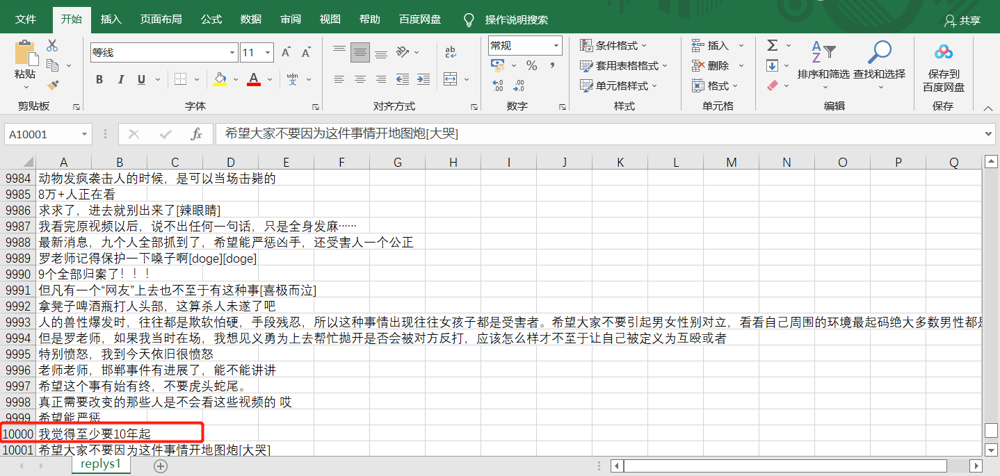 文件 开始 插入 页面布局 公式 数据 审阅 视图 帮助 百度网盘 操作说明搜索 共享
等线 11 ab 常规 条件格式 插入 Σ A Z
粘贴 B I U A wén 文 % , 套用表格格式 删除 排序和筛选 查找和选择 保存到 百度网盘
单元格样式 格式
剪贴板 字体 对齐方式 数字 样式 单元格 编辑 保存
A10001 fx 希望大家不要因为这件事情开地图炮[大哭]
A B C D E F G H I J K L M N O P Q
9984 动物发疯袭击人的时候，是可以当场击毙的
9985 8万+人正在看
9986 求求了，进去就别出来了[辣眼睛]
9987 我看完原视频以后，说不出任何一句话，只是全身发麻……
9988 最新消息，九个人全部抓到了，希望能严惩凶手，还受害人一个公正
9989 罗老师记得保护一下嗓子啊[doge][doge]
9990 9个全部归案了！！！
9991 但凡有一个“网友”上去也不至于有这种事[喜极而泣]
9992 拿凳子啤酒瓶打人头部，这算杀人未遂了吧
9993 人的兽性爆发时，往往都是欺软怕硬，手段残忍，所以这种事情出现往往女孩子都是受害者。希望大家不要引起男女性别对立，看看自己周围的环境最起码绝大多数男性都是
9994 但是罗老师，如果我当时在场，我想见义勇为上去帮忙抛开是否会被对方反打，应该怎么样才不至于让自己被定义为互殴或者
9995 特别愤怒，我到今天依旧很愤怒
9996 老师老师，邯郸事件有进展了，能不能讲讲
9997 希望这个事有始有终，不要虎头蛇尾。
9998 真正需要改变的那些人是不会看这些视频的 哎
9999 希望能严惩
10000 我觉得至少要10年起
10001 希望大家不要因为这件事情开地图炮[大哭]
replys1